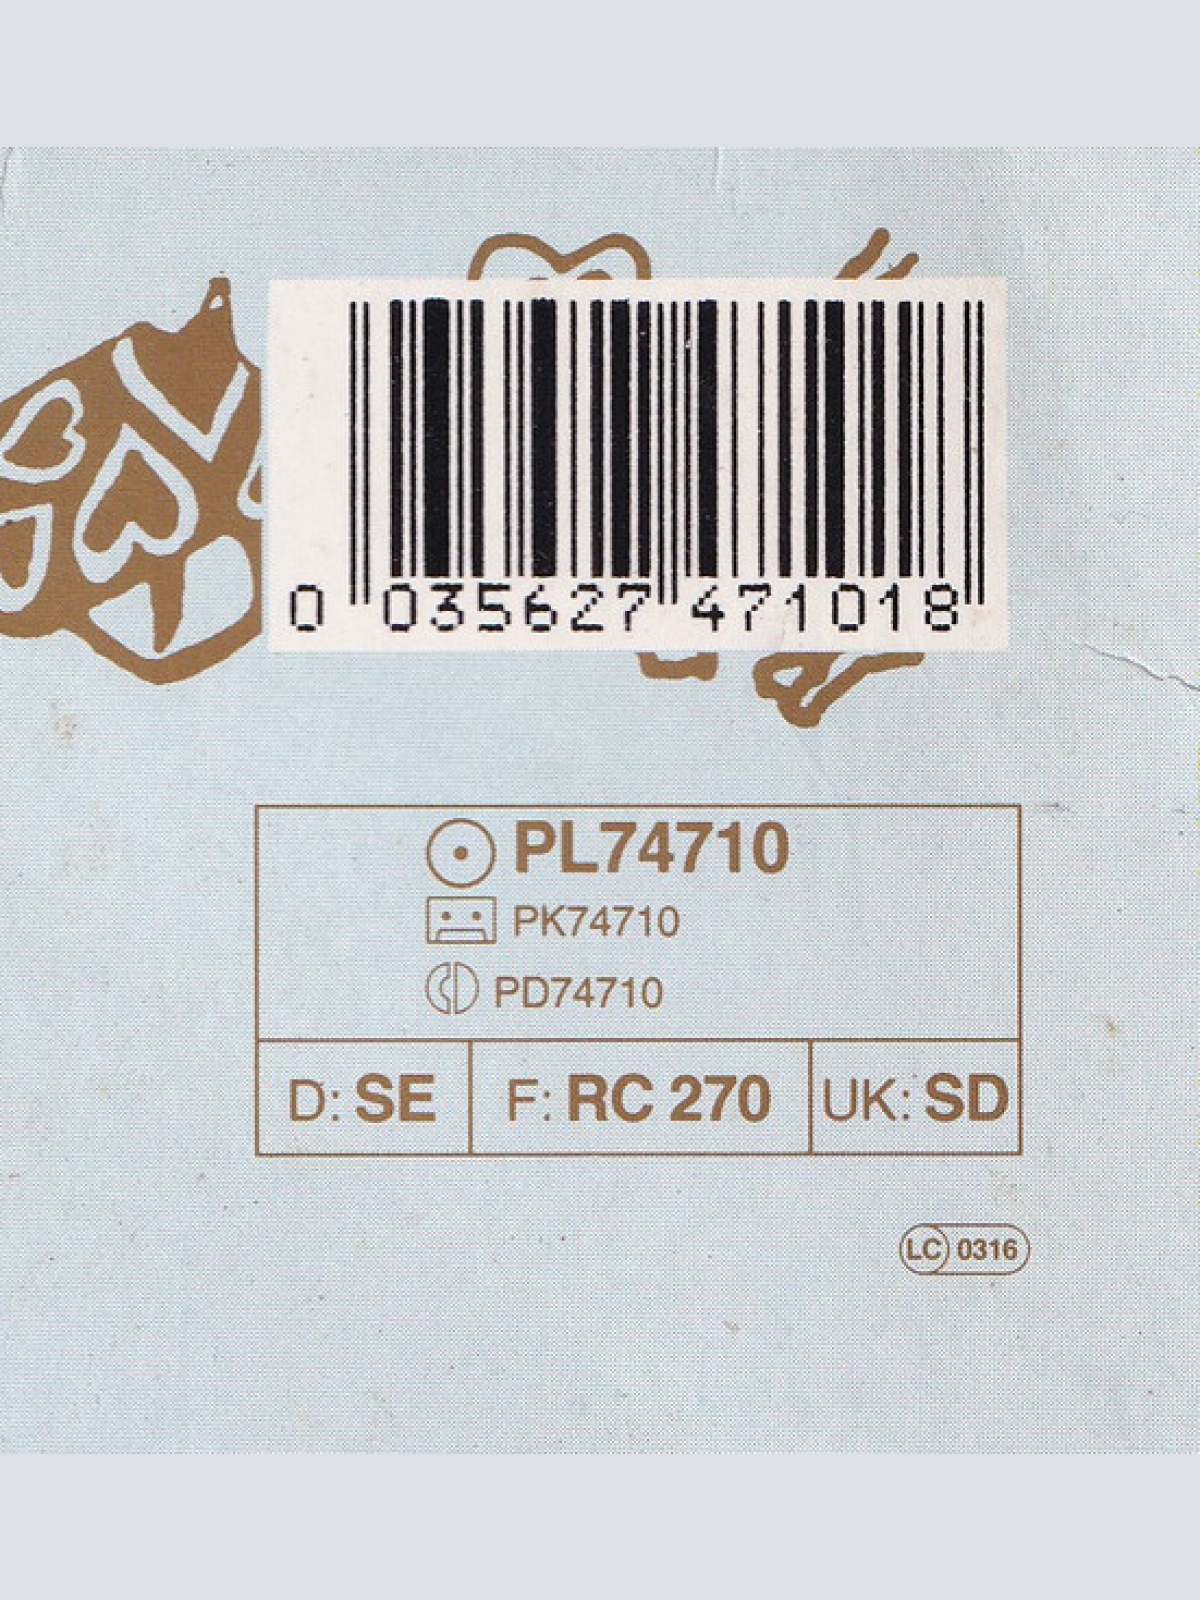 0 035627 471018
PL74710
PK74710
PD74710
D: SE F: RC 270 UK: SD
LC 0316